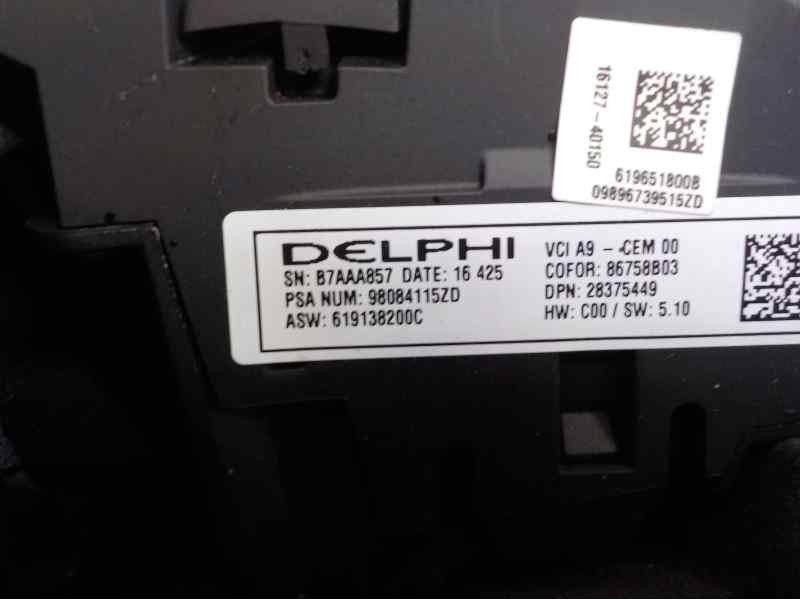 16127-40150
619651800B
09896739515ZD
DELPHI
SN: B7AAA857 DATE: 16 425
PSA NUM: 98084115ZD
ASW: 619138200C
VCI A9 - CEM 00
COFOR: 86758B03
DPN: 28375449
HW: C00 / SW: 5.10